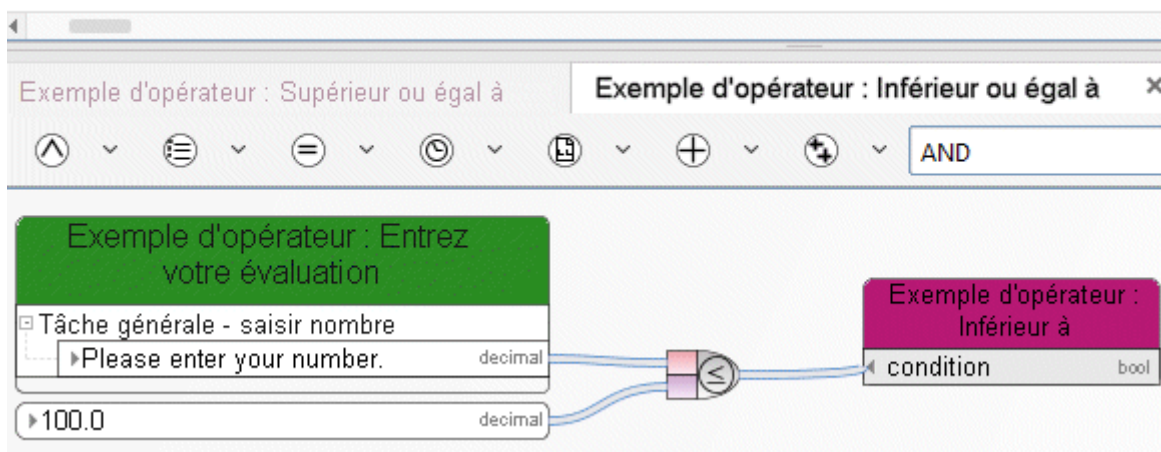 Exemple d'opérateur : Supérieur ou égal à
Exemple d'opérateur : Inférieur ou égal à
AND
Exemple d'opérateur : Entrez
votre évaluation
Tâche générale - saisir nombre
Please enter your number.
decimal
100.0
decimal
≤
Exemple d'opérateur :
Inférieur à
condition
bool